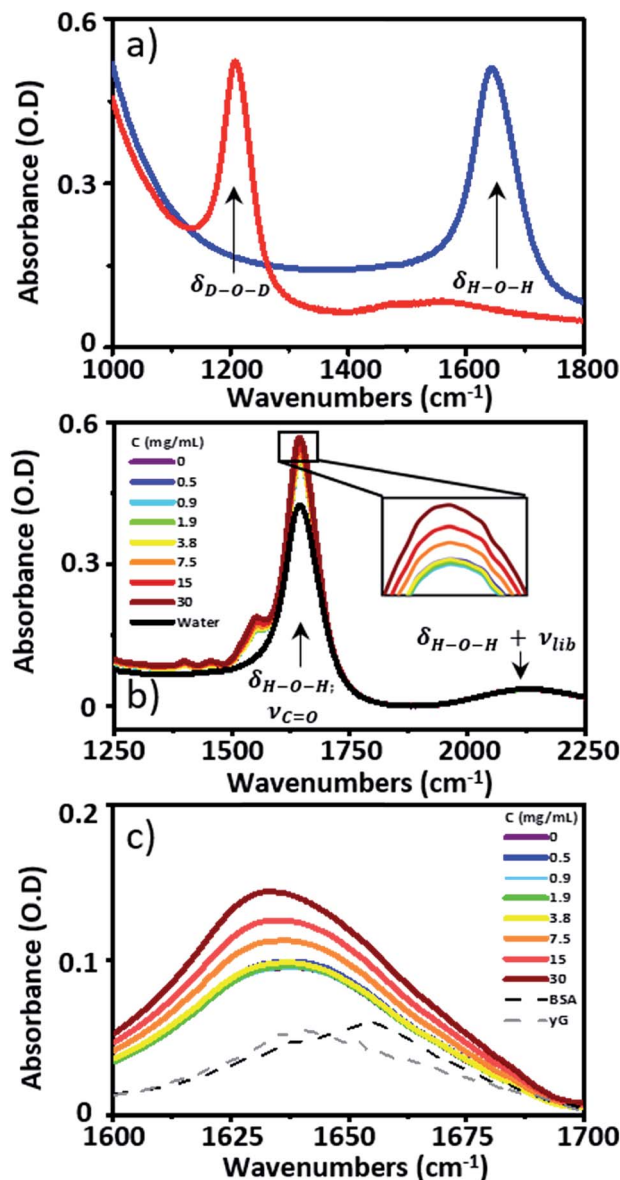 a)
Absorbance (O.D)
0.6
0.3
0
δD-O-D
δH-O-H
1000 1200 1400 1600 1800
Wavenumbers (cm-1)
b)
Absorbance (O.D)
0.6
0.3
0
C (mg/mL)
0
0.5
0.9
1.9
3.8
7.5
15
30
Water
δH-O-H;
νC=O
δH-O-H + νlib
1250 1500 1750 2000 2250
Wavenumbers (cm-1)
c)
Absorbance (O.D)
0.2
0.1
0
C (mg/mL)
0
0.5
0.9
1.9
3.8
7.5
15
30
BSA
yG
1600 1625 1650 1675 1700
Wavenumbers (cm-1)